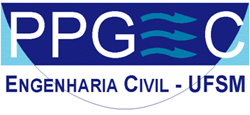 PPGEC
ENGENHARIA CIVIL - UFSM